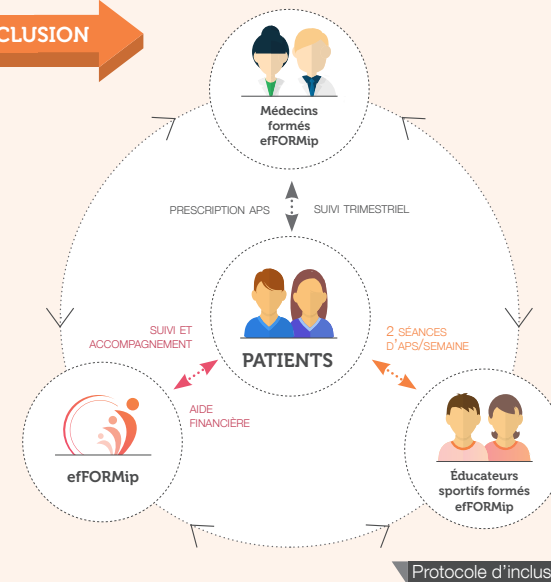 CLUSION
Médecins
formés
efFORMip
PRESCRIPTION APS
SUIVI TRIMESTRIEL
PATIENTS
SUIVI ET
ACCOMPAGNEMENT
2 SÉANCES
D'APS/SEMAINE
AIDE
FINANCIÈRE
efFORMip
Éducateurs
sportifs formés
efFORMip
Protocole d'inclus